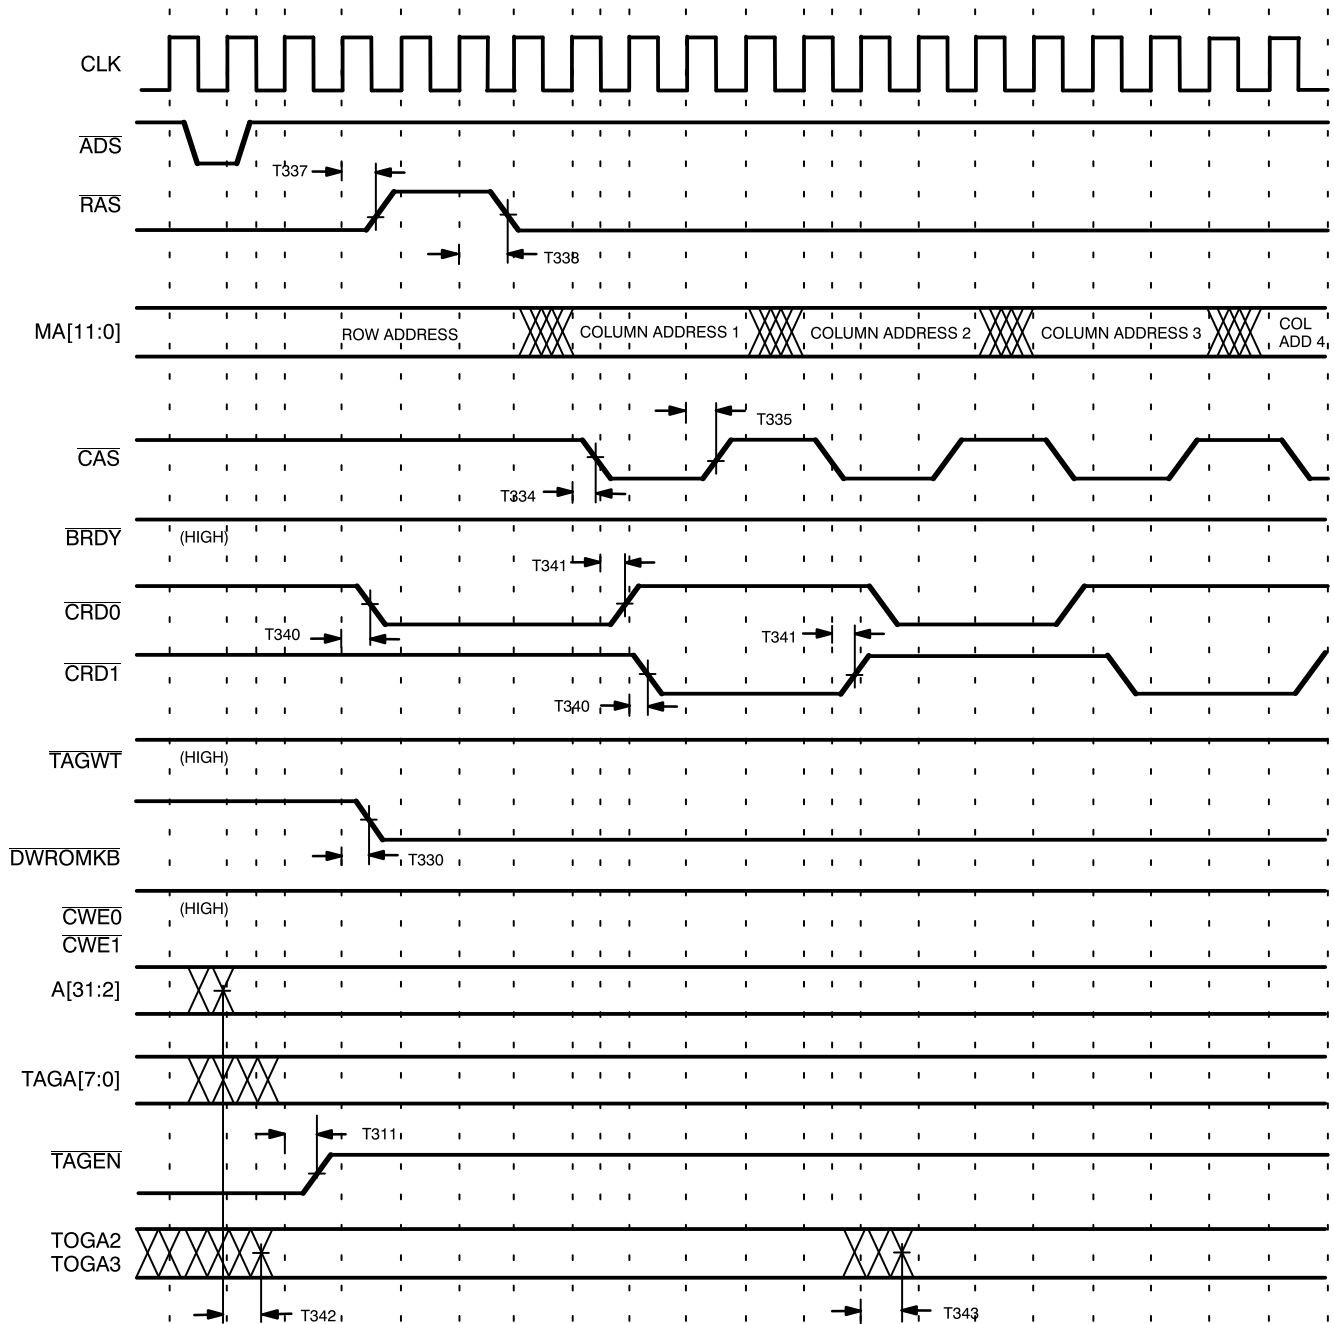 CLK
ADS
T337
RAS
T338
MA[11:0]
ROW ADDRESS
COLUMN ADDRESS 1
COLUMN ADDRESS 2
COLUMN ADDRESS 3
COL
ADD 4
T335
CAS
T334
BRDY
(HIGH)
T341
CRD0
T340
T341
CRD1
T340
TAGWT
(HIGH)
DWROMKB
T330
CWE0
(HIGH)
CWE1
A[31:2]
TAGA[7:0]
T311
TAGEN
TOGA2
TOGA3
T342
T343